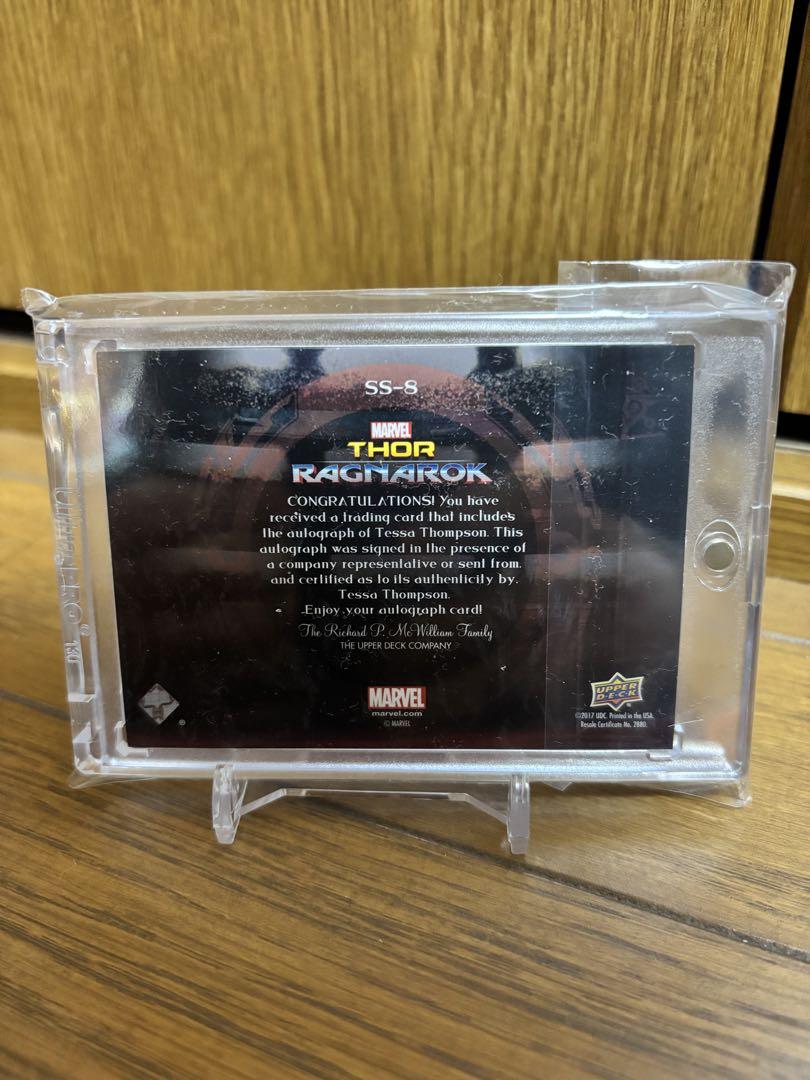 SS-8
MARVEL
THOR
RAGNAROK
CONGRATULATIONS! You have
received a trading card that includes
the autograph of Tessa Thompson. This
autograph was signed in the presence of
a company representative or sent from,
and certified as to its authenticity by,
Tessa Thompson.
Enjoy your autograph card!
The Richard P. McWilliam Family
THE UPPER DECK COMPANY
MARVEL
marvel.com
© MARVEL
®
UPPER
D·E·C·K
©2017 UDC. Printed in the USA.
Resale Certificate No. 2880.